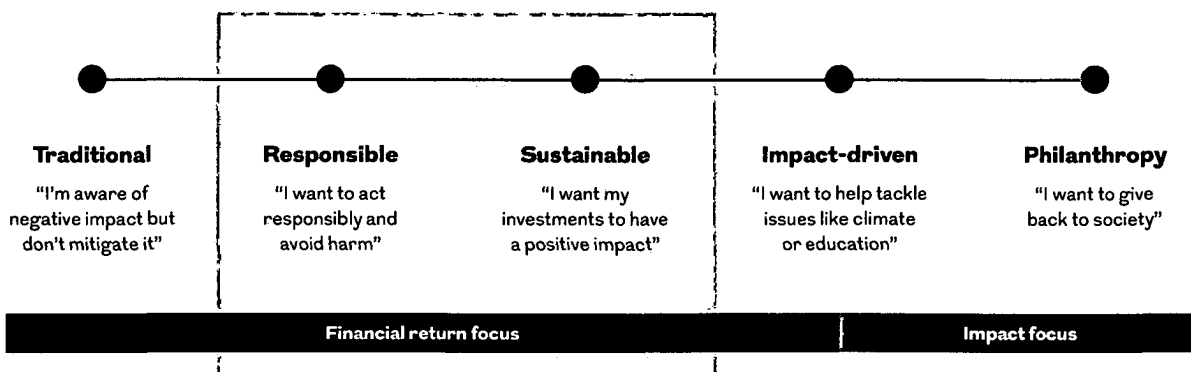 Traditional
"I'm aware of
negative impact but
don't mitigate it"
Responsible
"I want to act
responsibly and
avoid harm"
Sustainable
"I want my
investments to have
a positive impact"
Impact-driven
"I want to help tackle
issues like climate
or education"
Philanthropy
"I want to give
back to society"
Financial return focus
Impact focus